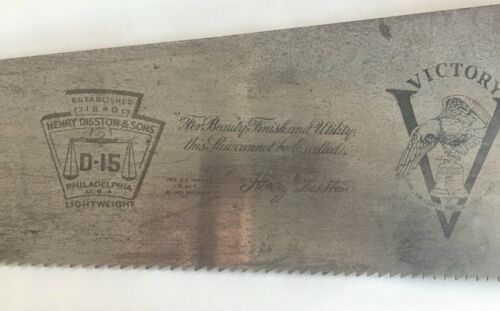 ESTABLISHED
1840
HENRY DISSTON & SONS
D-15
PHILADELPHIA
U.S.A.
LIGHTWEIGHT
"For Beauty, Finish and Utility,
this Saw cannot be Excelled"
REG. U.S.
Henry Disston
VICTORY
V